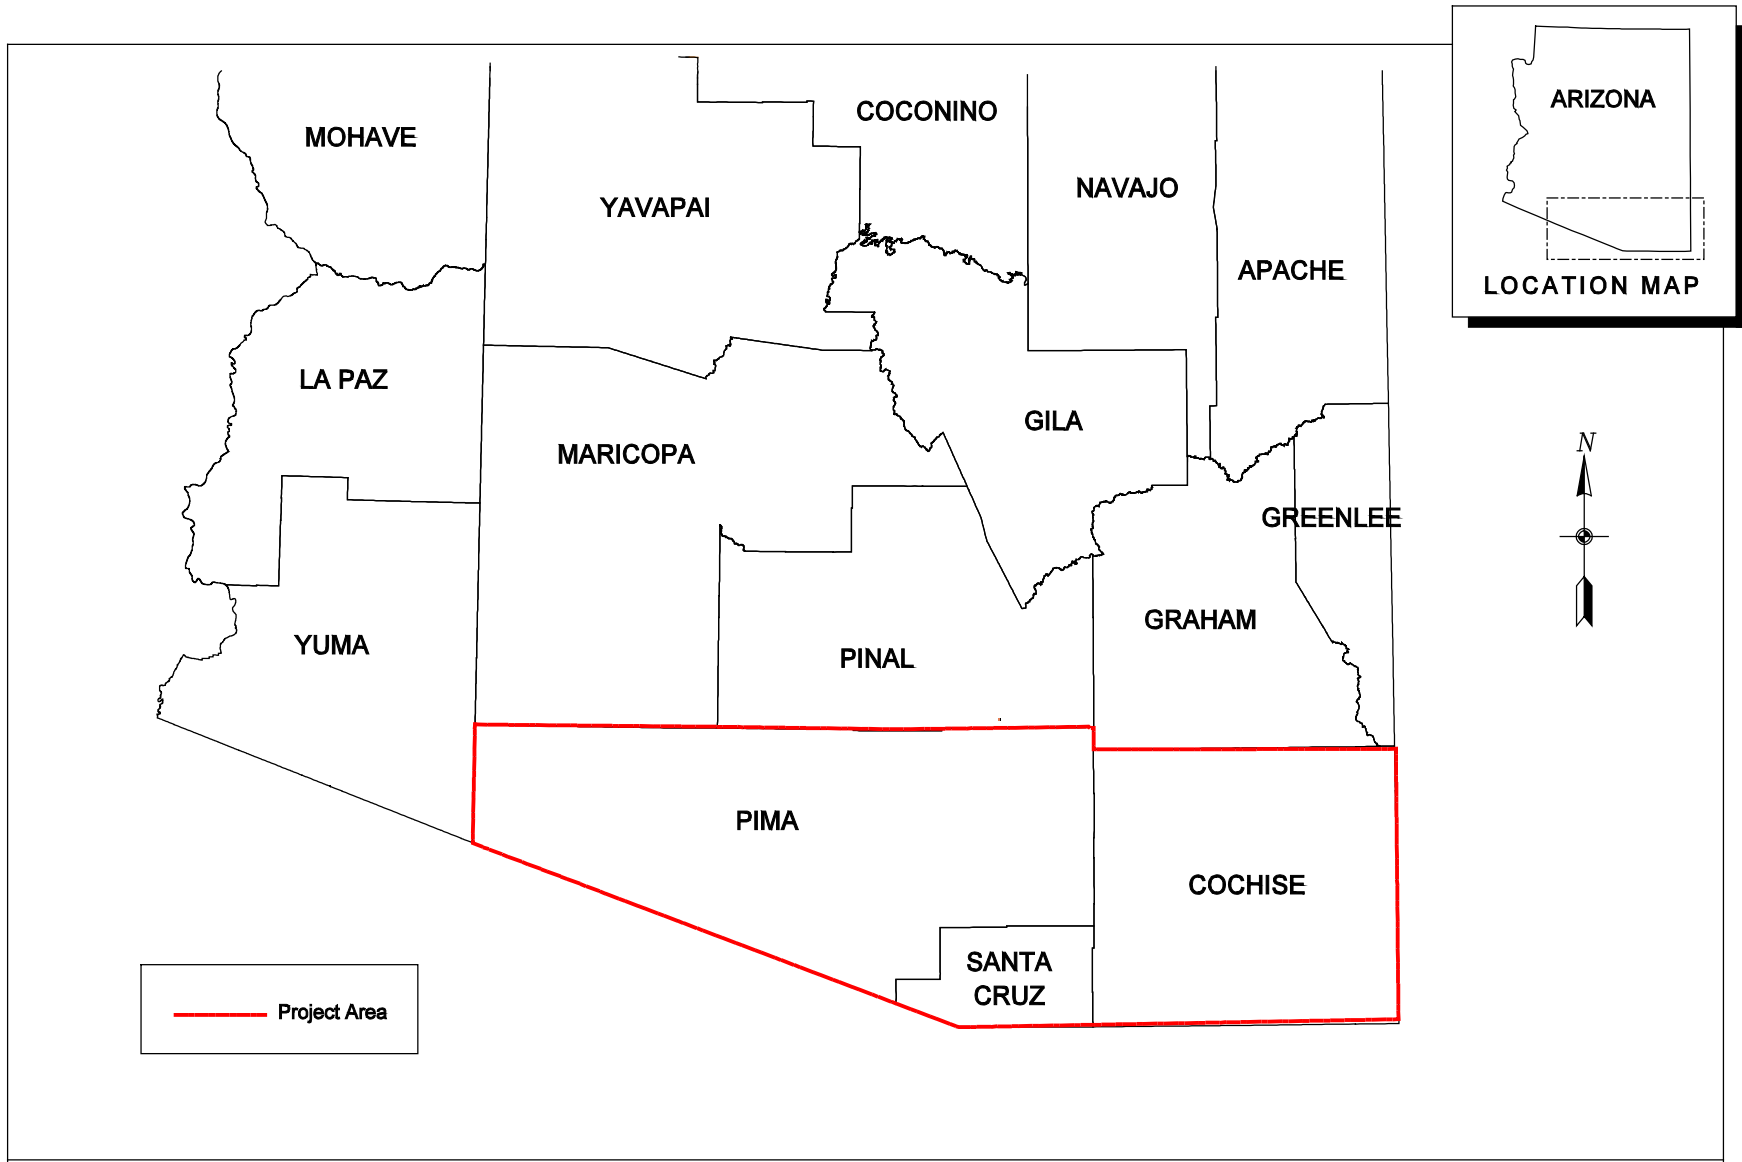 ARIZONA
LOCATION MAP
COCONINO
MOHAVE
NAVAJO
YAVAPAI
APACHE
LA PAZ
GILA
MARICOPA
N
GREENLEE
GRAHAM
YUMA
PINAL
PIMA
COCHISE
SANTA
CRUZ
Project Area